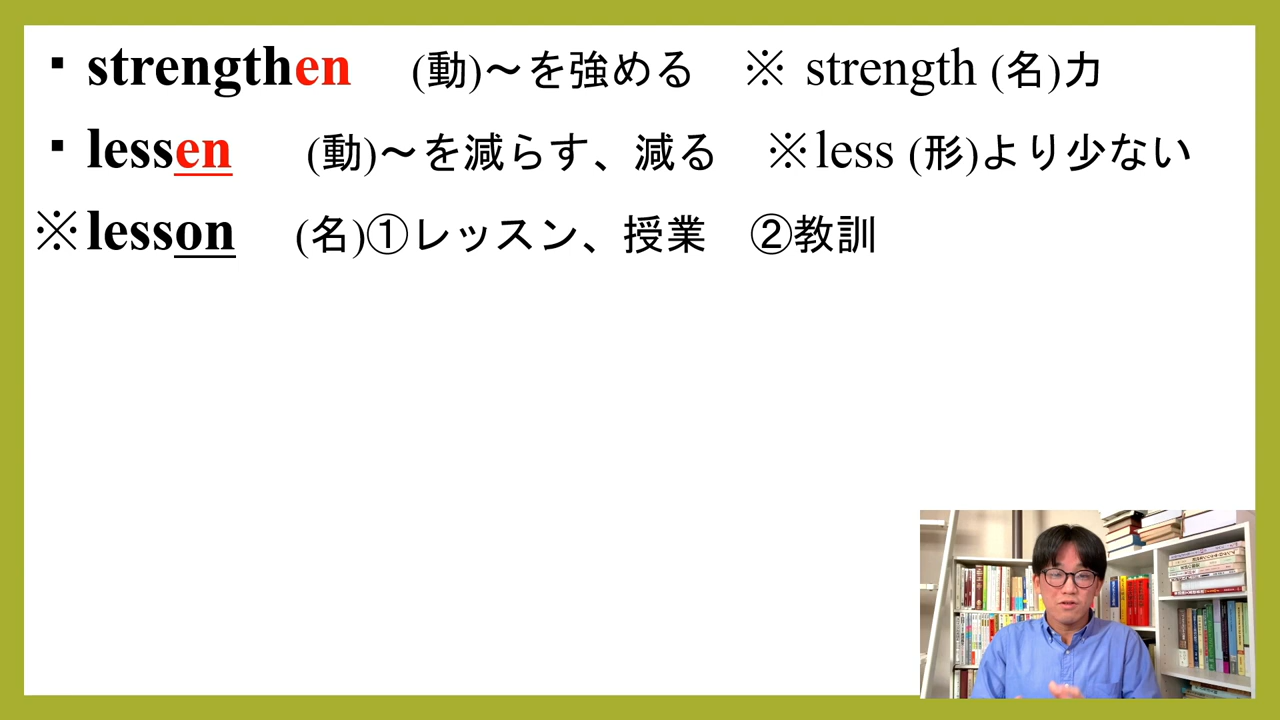 ▪ strengthen (動)～を強める ※ strength (名)力
▪ lessen (動)～を減らす、減る ※less (形)より少ない
※lesson (名)①レッスン、授業 ②教訓